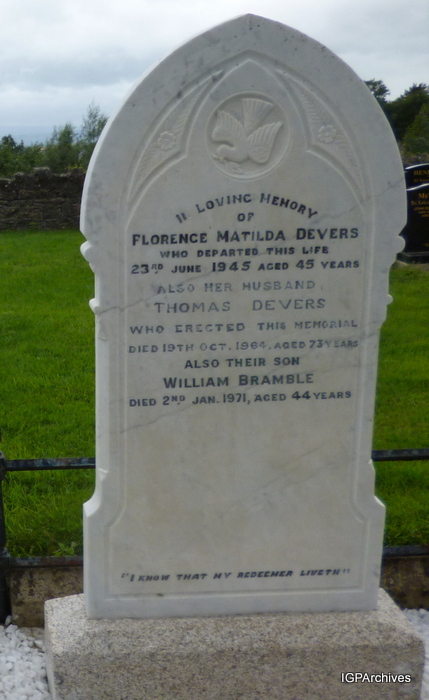 IN LOVING MEMORY
OF
FLORENCE MATILDA DEVERS
WHO DEPARTED THIS LIFE
23RD JUNE 1945 AGED 45 YEARS
ALSO HER HUSBAND
THOMAS DEVERS
WHO ERECTED THIS MEMORIAL
DIED 19TH OCT. 1964, AGED 73 YEARS
ALSO THEIR SON
WILLIAM BRAMBLE
DIED 2ND JAN. 1971, AGED 44 YEARS
"I KNOW THAT MY REDEEMER LIVETH"
IGPArchives